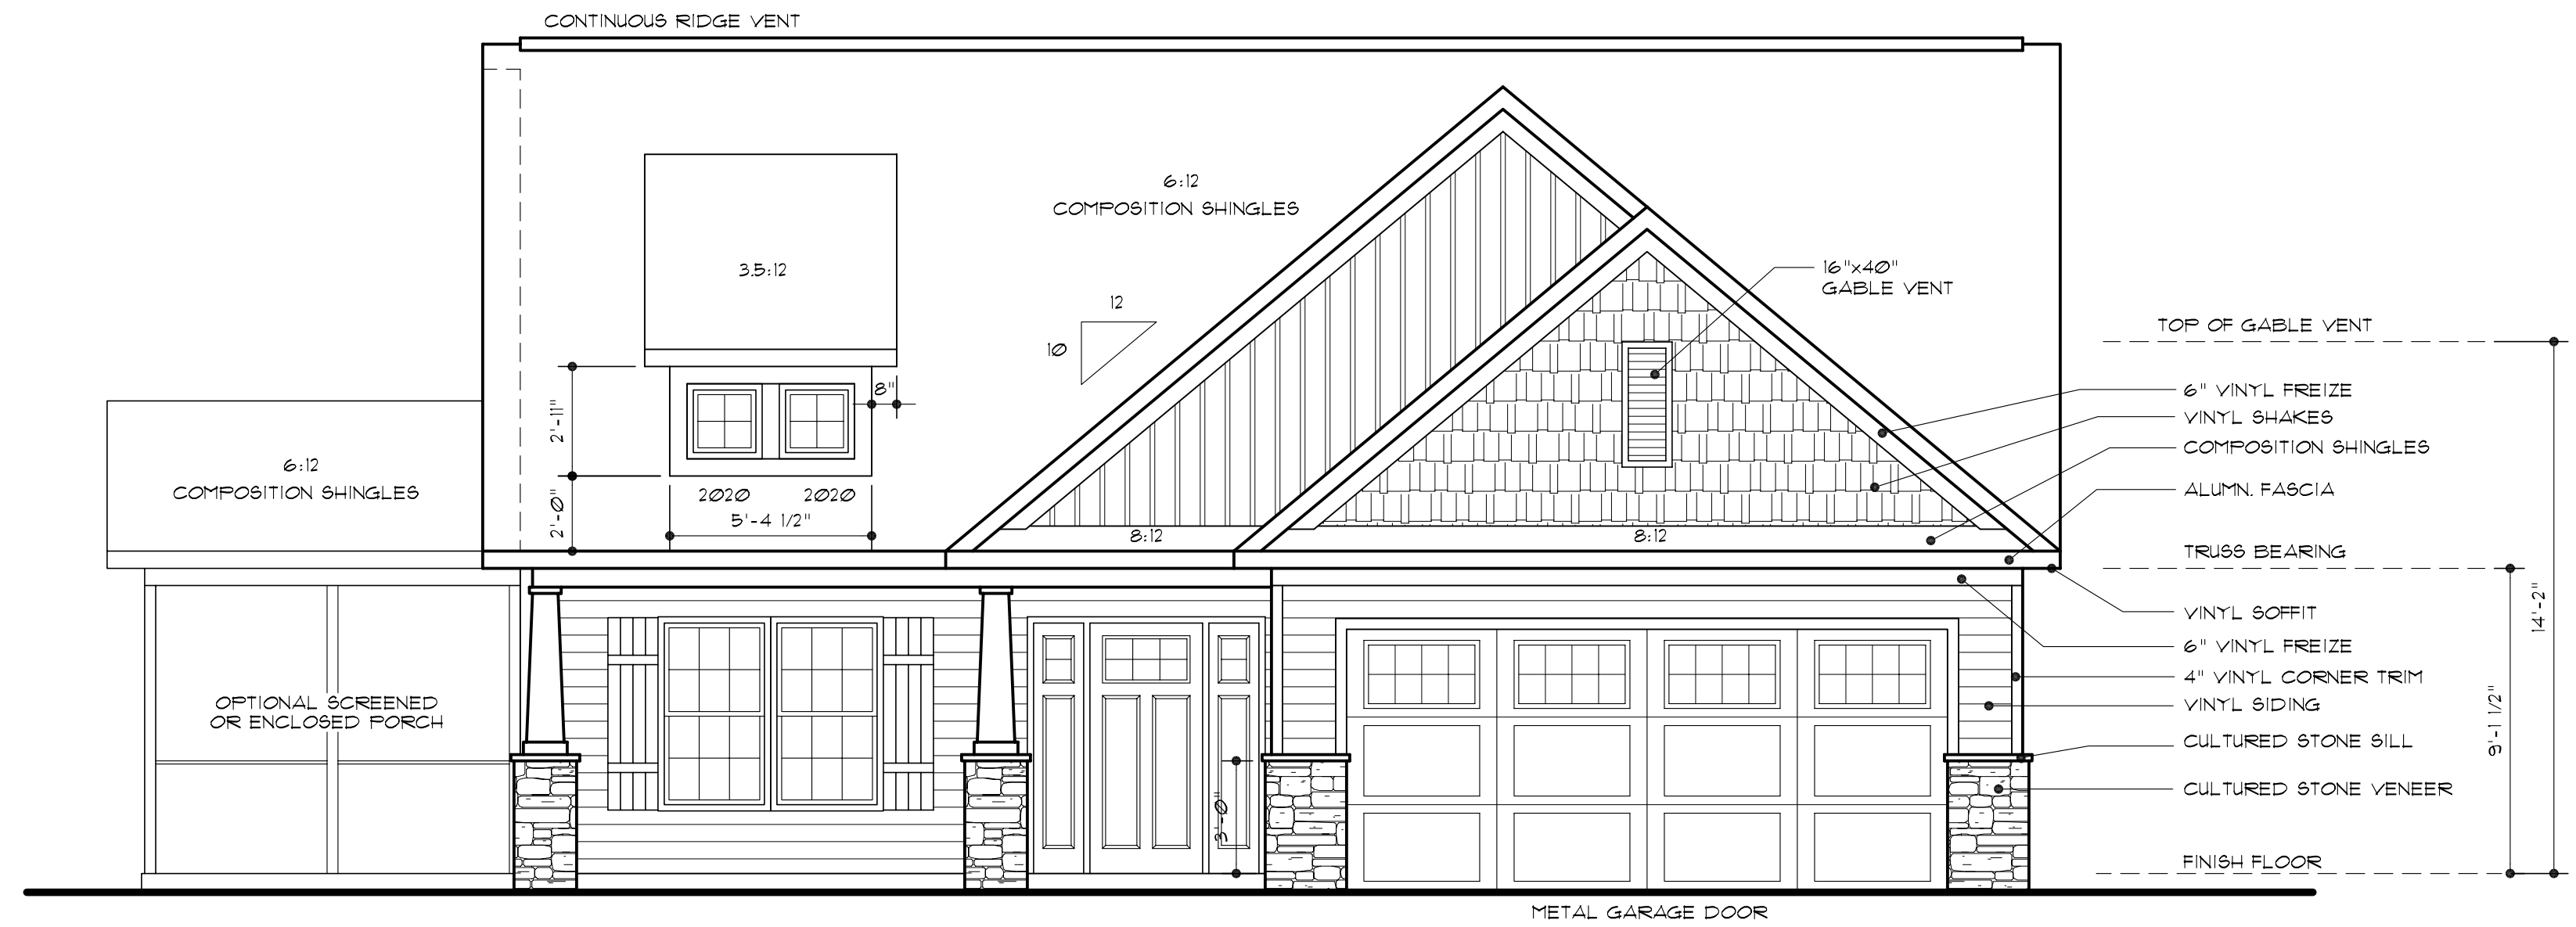 CONTINUOUS RIDGE VENT
6:12
COMPOSITION SHINGLES
3.5:12
12
10
16"x40"
GABLE VENT
TOP OF GABLE VENT
6" VINYL FREIZE
VINYL SHAKES
COMPOSITION SHINGLES
ALUMN. FASCIA
TRUSS BEARING
VINYL SOFFIT
6" VINYL FREIZE
4" VINYL CORNER TRIM
VINYL SIDING
CULTURED STONE SILL
CULTURED STONE VENEER
FINISH FLOOR
14'-2"
9'-1 1/2"
8"
2'-11"
2'-0"
2020 2020
5'-4 1/2"
8:12
8:12
6:12
COMPOSITION SHINGLES
OPTIONAL SCREENED
OR ENCLOSED PORCH
3'-0"
METAL GARAGE DOOR